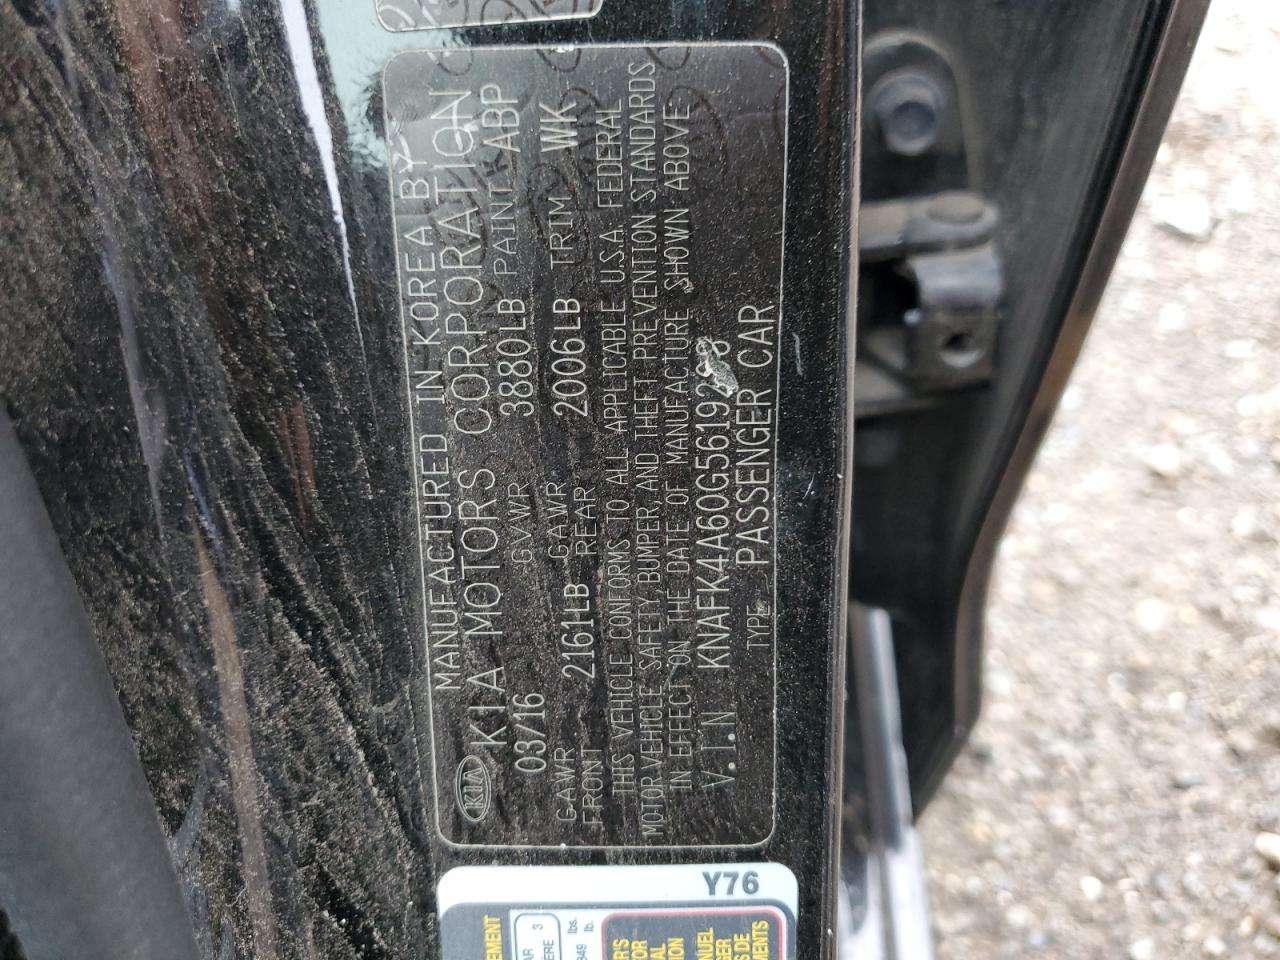 MANUFACTURED IN KOREA BY
KIA KIA MOTORS CORPORATION
03/16 GVWR 3880LB PAINT ABP
GAWR FRONT 2161LB GAWR REAR 2006LB TRIM WK
THIS VEHICLE CONFORMS TO ALL APPLICABLE U.S.A. FEDERAL
MOTOR VEHICLE SAFETY, BUMPER, AND THEFT PREVENTION STANDARDS
IN EFFECT ON THE DATE OF MANUFACTURE SHOWN ABOVE
V.I.N
TYPE PASSENGER CAR
Y76